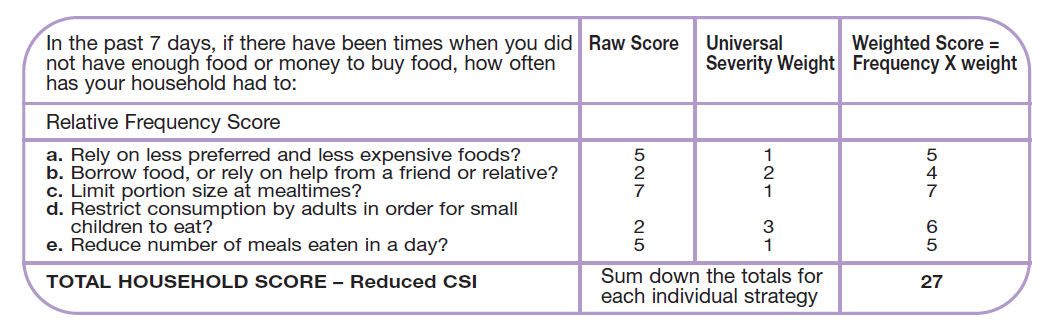 In the past 7 days, if there have been times when you did Raw Score Universal Weighted Score =
not have enough food or money to buy food, how often Severity Weight Frequency X weight
has your household had to:
Relative Frequency Score
a. Rely on less preferred and less expensive foods? 5 1 5
b. Borrow food, or rely on help from a friend or relative? 2 2 4
c. Limit portion size at mealtimes? 7 1 7
d. Restrict consumption by adults in order for small
children to eat? 2 3 6
e. Reduce number of meals eaten in a day? 5 1 5
TOTAL HOUSEHOLD SCORE – Reduced CSI Sum down the totals for 27
each individual strategy